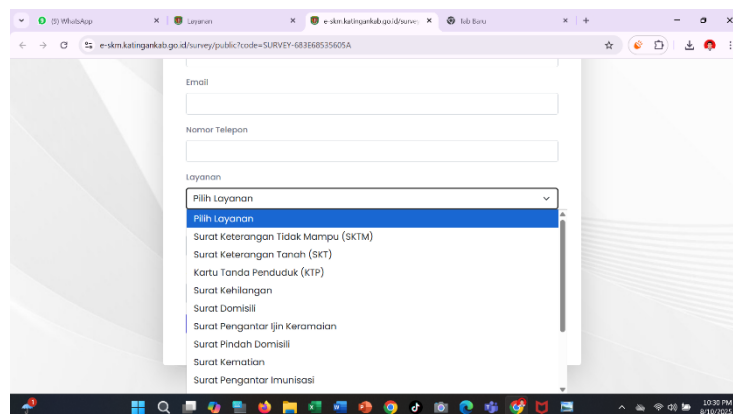 (9) WhatsApp
Layanan
e-skm.katingankab.go.id/survey
Tab Baru
e-skm.katingankab.go.id/survey/public?code=SURVEY-683E68535605A
Email
Nomor Telepon
Layanan
Pilih Layanan
Pilih Layanan
Surat Keterangan Tidak Mampu (SKTM)
Surat Keterangan Tanah (SKT)
Kartu Tanda Penduduk (KTP)
Surat Kehilangan
Surat Domisili
Surat Pengantar Ijin Keramaian
Surat Pindah Domisili
Surat Kematian
Surat Pengantar Imunisasi
10:30 PM
8/10/2025